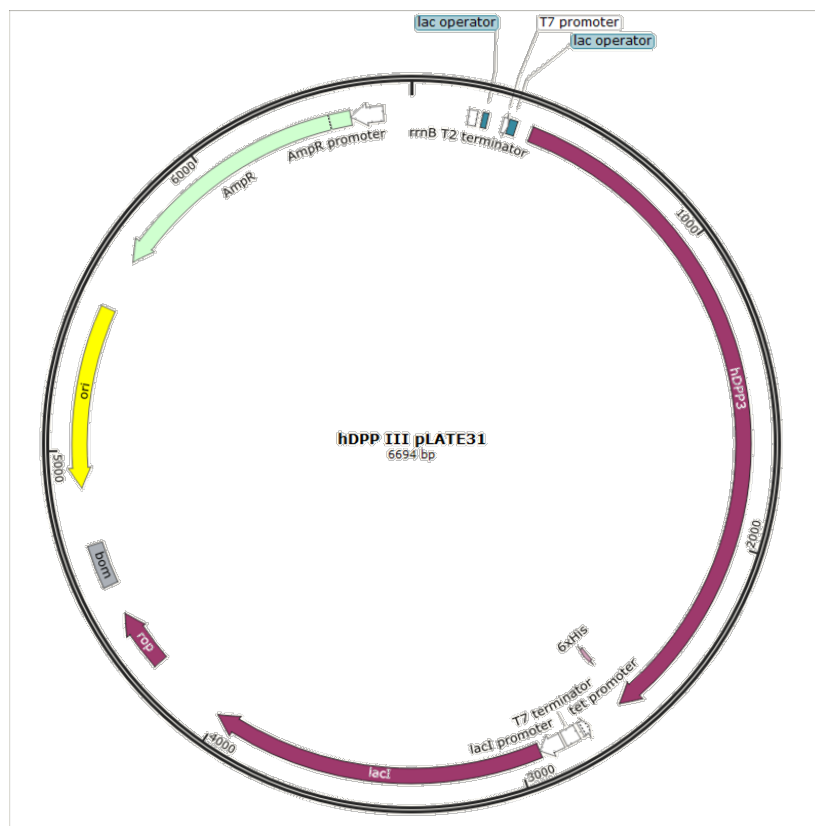 lac operator
T7 promoter
lac operator
rrnB T2 terminator
AmpR promoter
AmpR
6000
1000
hDPP3
ori
hDPP III pLATE31
6694 bp
5000
2000
bom
rop
6xHis
tet promoter
T7 terminator
lacI promoter
4000
lacI
3000